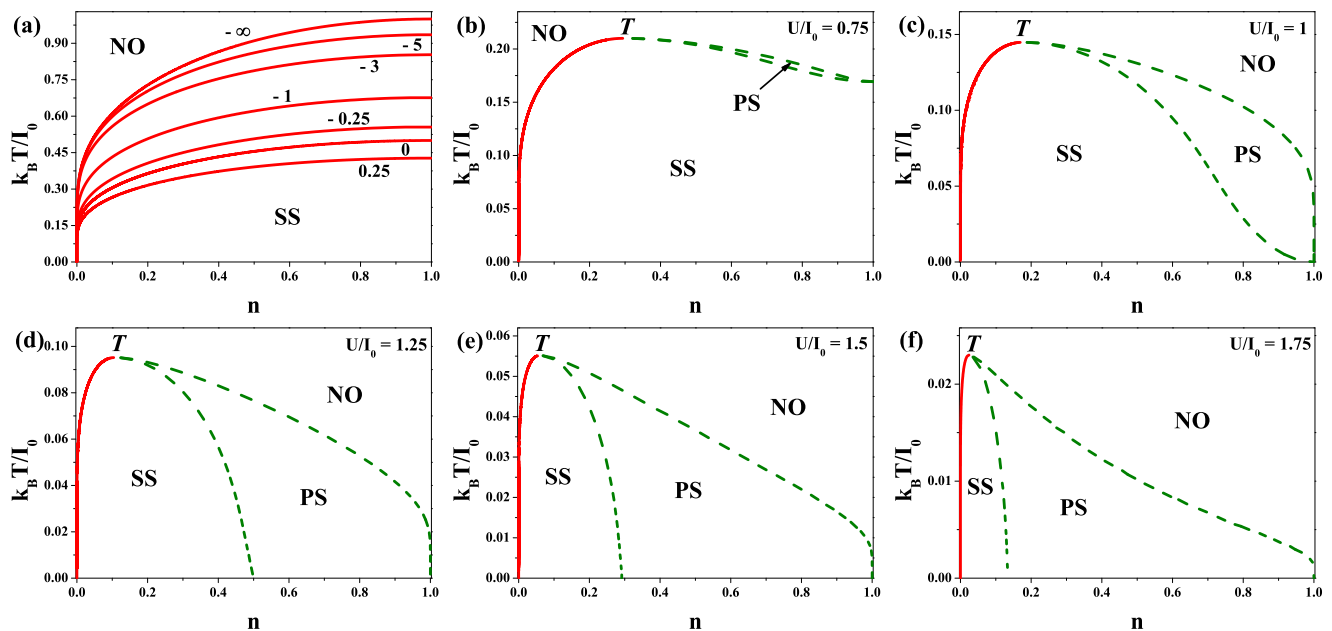 (a)
NO
- ∞
- 5
- 3
- 1
- 0.25
0
0.25
SS
0.90
0.75
0.60
0.45
0.30
0.15
0.00
0.0 0.2 0.4 0.6 0.8 1.0
k_B T/I_0
n
(b)
NO
T
U/I_0 = 0.75
PS
SS
0.20
0.15
0.10
0.05
0.00
0.0 0.2 0.4 0.6 0.8 1.0
k_B T/I_0
n
(c)
T
U/I_0 = 1
NO
SS
PS
0.15
0.10
0.05
0.00
0.0 0.2 0.4 0.6 0.8 1.0
k_B T/I_0
n
(d)
T
U/I_0 = 1.25
NO
SS
PS
0.10
0.08
0.06
0.04
0.02
0.00
0.0 0.2 0.4 0.6 0.8 1.0
k_B T/I_0
n
(e)
T
U/I_0 = 1.5
NO
SS
PS
0.06
0.05
0.04
0.03
0.02
0.01
0.00
0.0 0.2 0.4 0.6 0.8 1.0
k_B T/I_0
n
(f)
T
U/I_0 = 1.75
NO
SS
PS
0.02
0.01
0.00
0.0 0.2 0.4 0.6 0.8 1.0
k_B T/I_0
n